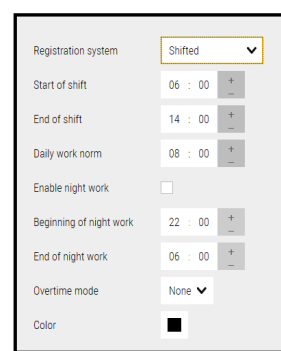 Registration system Shifted
Start of shift 06 : 00 + –
End of shift 14 : 00 + –
Daily work norm 08 : 00 + –
Enable night work
Beginning of night work 22 : 00 + –
End of night work 06 : 00 + –
Overtime mode None
Color